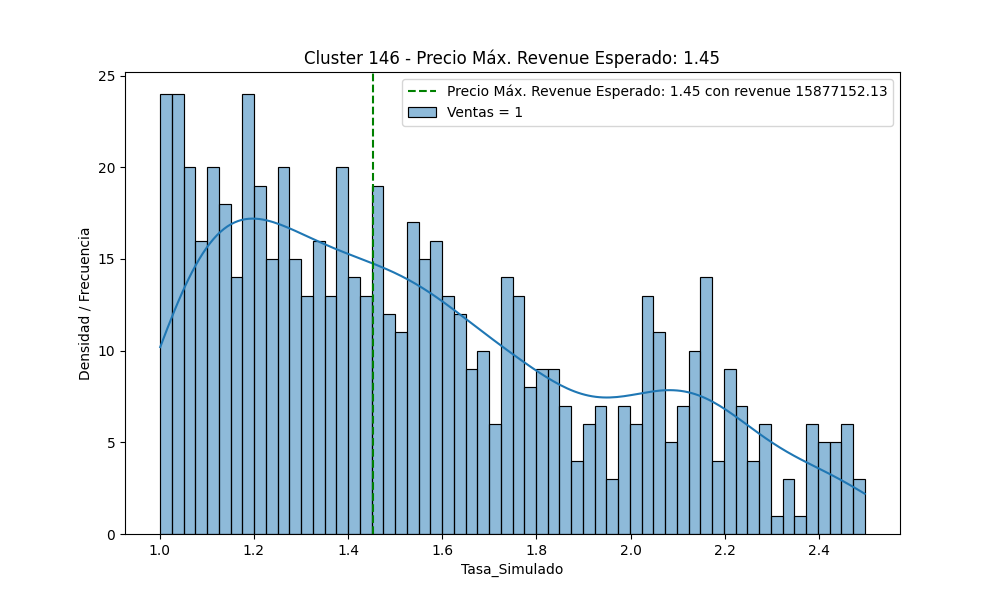 Cluster 146 - Precio Máx. Revenue Esperado: 1.45
Precio Máx. Revenue Esperado: 1.45 con revenue 15877152.13
Ventas = 1
25
20
15
10
5
0
Densidad / Frecuencia
1.0 1.2 1.4 1.6 1.8 2.0 2.2 2.4
Tasa_Simulado